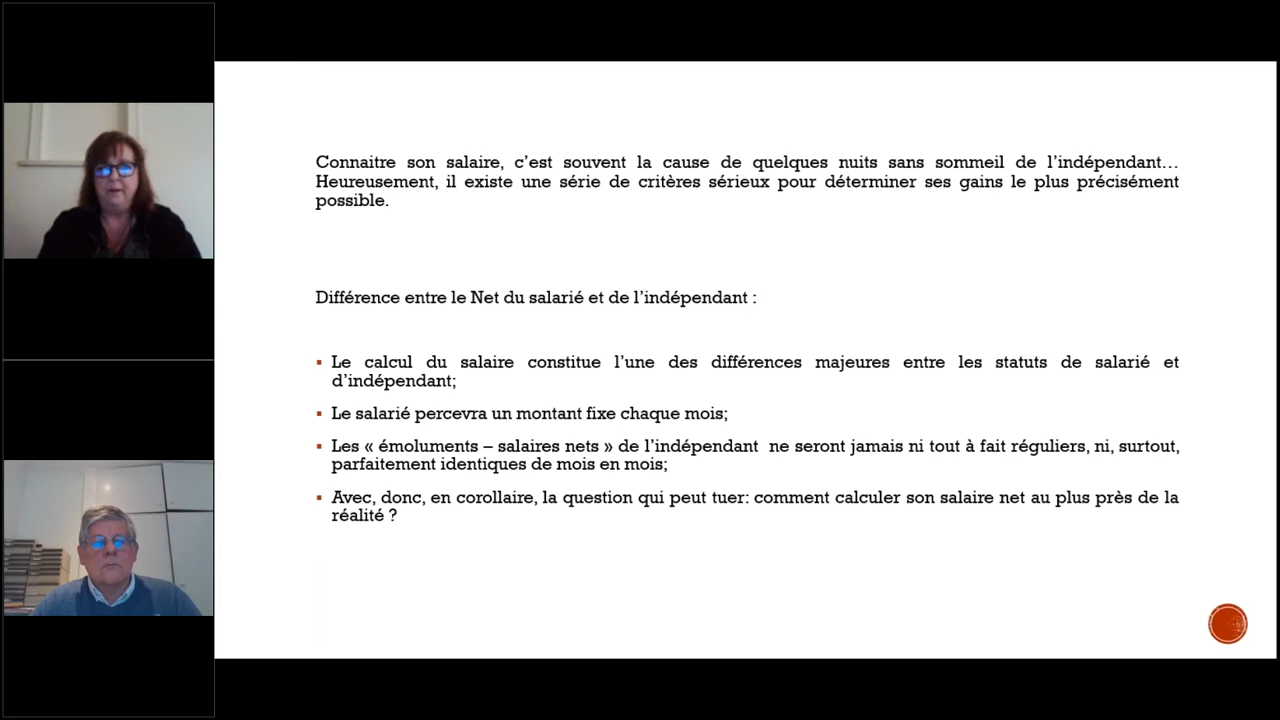 Connaitre son salaire, c’est souvent la cause de quelques nuits sans sommeil de l’indépendant…
Heureusement, il existe une série de critères sérieux pour déterminer ses gains le plus précisément
possible.
Différence entre le Net du salarié et de l’indépendant :
▪ Le calcul du salaire constitue l’une des différences majeures entre les statuts de salarié et
d’indépendant;
▪ Le salarié percevra un montant fixe chaque mois;
▪ Les « émoluments – salaires nets » de l’indépendant ne seront jamais ni tout à fait réguliers, ni, surtout,
parfaitement identiques de mois en mois;
▪ Avec, donc, en corollaire, la question qui peut tuer: comment calculer son salaire net au plus près de la
réalité ?